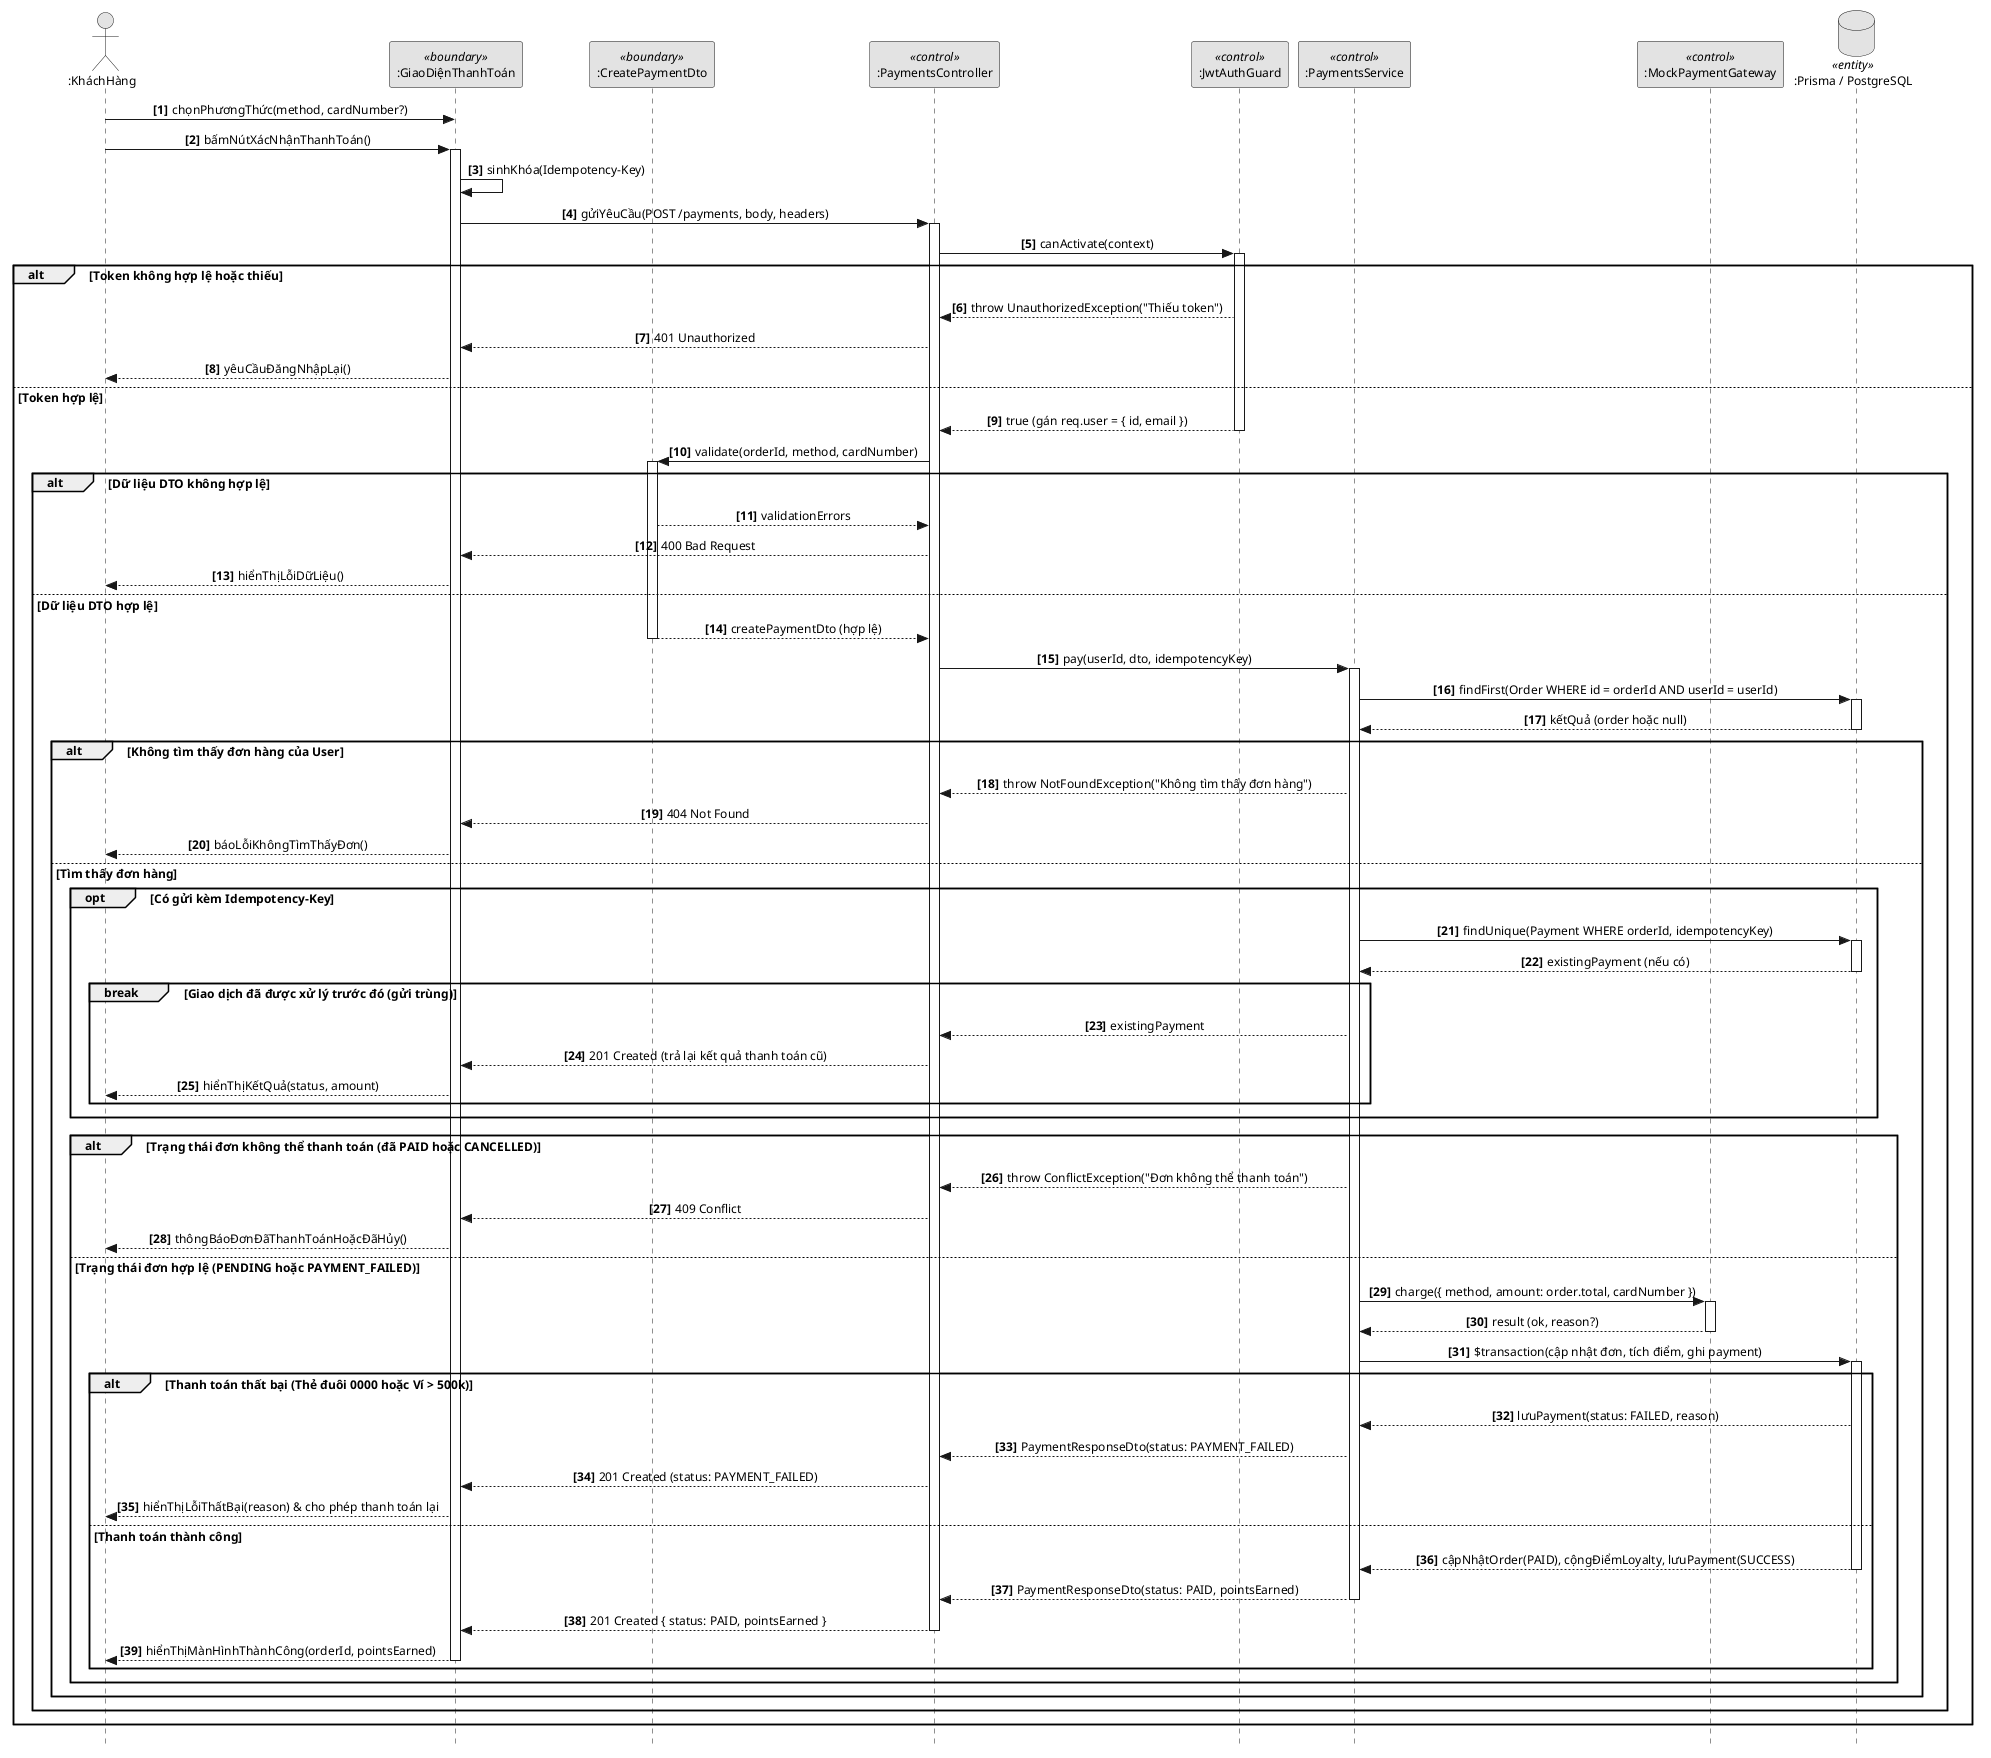 :KháchHàng
«boundary»
:GiaoDiệnThanhToán
«boundary»
:CreatePaymentDto
«control»
:PaymentsController
«control»
:JwtAuthGuard
«control»
:PaymentsService
«control»
:MockPaymentGateway
«entity»
:Prisma / PostgreSQL
[1] chọnPhươngThức(method, cardNumber?)
[2] bấmNútXácNhậnThanhToán()
[3] sinhKhóa(Idempotency-Key)
[4] gửiYêuCầu(POST /payments, body, headers)
[5] canActivate(context)
alt [Token không hợp lệ hoặc thiếu]
[6] throw UnauthorizedException("Thiếu token")
[7] 401 Unauthorized
[8] yêuCầuĐăngNhậpLại()
[Token hợp lệ]
[9] true (gán req.user = { id, email })
[10] validate(orderId, method, cardNumber)
alt [Dữ liệu DTO không hợp lệ]
[11] validationErrors
[12] 400 Bad Request
[13] hiểnThịLỗiDữLiệu()
[Dữ liệu DTO hợp lệ]
[14] createPaymentDto (hợp lệ)
[15] pay(userId, dto, idempotencyKey)
[16] findFirst(Order WHERE id = orderId AND userId = userId)
[17] kếtQuả (order hoặc null)
alt [Không tìm thấy đơn hàng của User]
[18] throw NotFoundException("Không tìm thấy đơn hàng")
[19] 404 Not Found
[20] báoLỗiKhôngTìmThấyĐơn()
[Tìm thấy đơn hàng]
opt [Có gửi kèm Idempotency-Key]
[21] findUnique(Payment WHERE orderId, idempotencyKey)
[22] existingPayment (nếu có)
break [Giao dịch đã được xử lý trước đó (gửi trùng)]
[23] existingPayment
[24] 201 Created (trả lại kết quả thanh toán cũ)
[25] hiểnThịKếtQuả(status, amount)
alt [Trạng thái đơn không thể thanh toán (đã PAID hoặc CANCELLED)]
[26] throw ConflictException("Đơn không thể thanh toán")
[27] 409 Conflict
[28] thôngBáoĐơnĐãThanhToánHoặcĐãHủy()
[Trạng thái đơn hợp lệ (PENDING hoặc PAYMENT_FAILED)]
[29] charge({ method, amount: order.total, cardNumber })
[30] result (ok, reason?)
[31] $transaction(cập nhật đơn, tích điểm, ghi payment)
alt [Thanh toán thất bại (Thẻ đuôi 0000 hoặc Ví > 500k)]
[32] lưuPayment(status: FAILED, reason)
[33] PaymentResponseDto(status: PAYMENT_FAILED)
[34] 201 Created (status: PAYMENT_FAILED)
[35] hiểnThịLỗiThấtBại(reason) & cho phép thanh toán lại
[Thanh toán thành công]
[36] cậpNhậtOrder(PAID), cộngĐiểmLoyalty, lưuPayment(SUCCESS)
[37] PaymentResponseDto(status: PAID, pointsEarned)
[38] 201 Created { status: PAID, pointsEarned }
[39] hiểnThịMànHìnhThànhCông(orderId, pointsEarned)